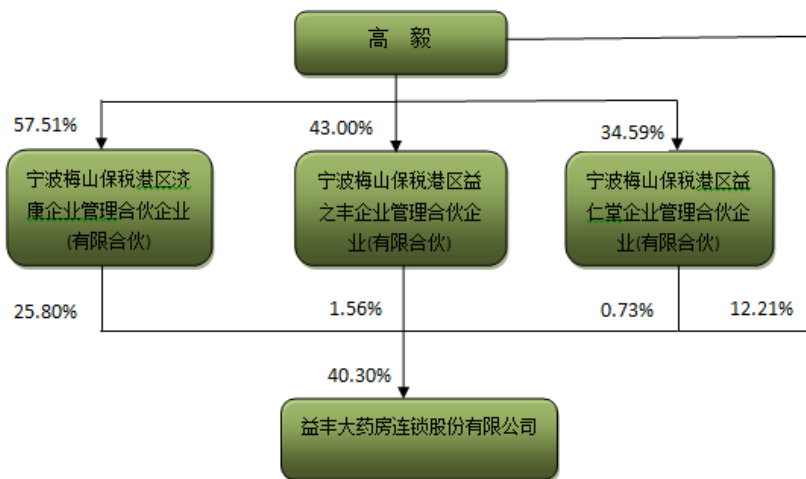 高 毅
57.51%
43.00%
34.59%
宁波梅山保税港区济
康企业管理合伙企业
(有限合伙)
宁波梅山保税港区益
之丰企业管理合伙企
业(有限合伙)
宁波梅山保税港区益
仁堂企业管理合伙企
业(有限合伙)
25.80%
1.56%
0.73%
12.21%
40.30%
益丰大药房连锁股份有限公司